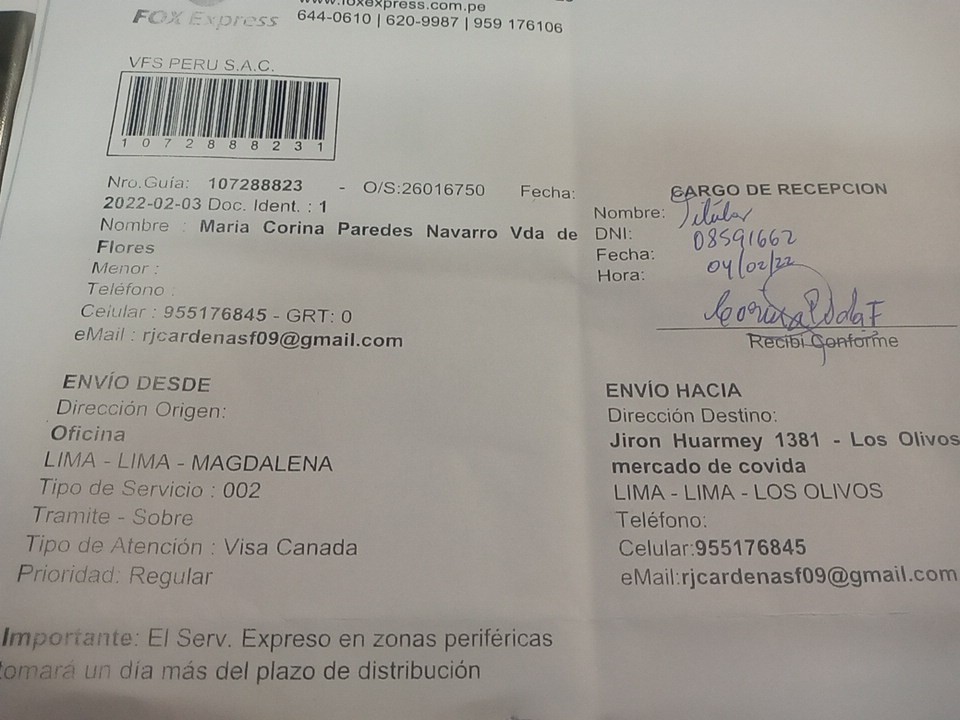 FOX Express
www.foxexpress.com.pe
644-0610 | 620-9987 | 959 176106
VFS PERU S.A.C.
1 0 7 2 8 8 8 2 3 1
Nro.Guía: 107288823 - O/S:26016750 Fecha:
2022-02-03 Doc. Ident. : 1
Nombre : Maria Corina Paredes Navarro Vda de
Flores
Menor :
Teléfono :
Celular : 955176845 - GRT: 0
eMail : rjcardenasf09@gmail.com
CARGO DE RECEPCION
Nombre: Titular
DNI: 08591662
Fecha: 04/02/22
Hora:
Recibi Conforme
ENVÍO DESDE
Dirección Origen:
Oficina
LIMA - LIMA - MAGDALENA
Tipo de Servicio : 002
Tramite - Sobre
Tipo de Atención : Visa Canada
Prioridad: Regular
ENVÍO HACIA
Dirección Destino:
Jiron Huarmey 1381 - Los Olivos
mercado de covida
LIMA - LIMA - LOS OLIVOS
Teléfono:
Celular:955176845
eMail:rjcardenasf09@gmail.com
Importante: El Serv. Expreso en zonas periféricas
tomará un día más del plazo de distribución